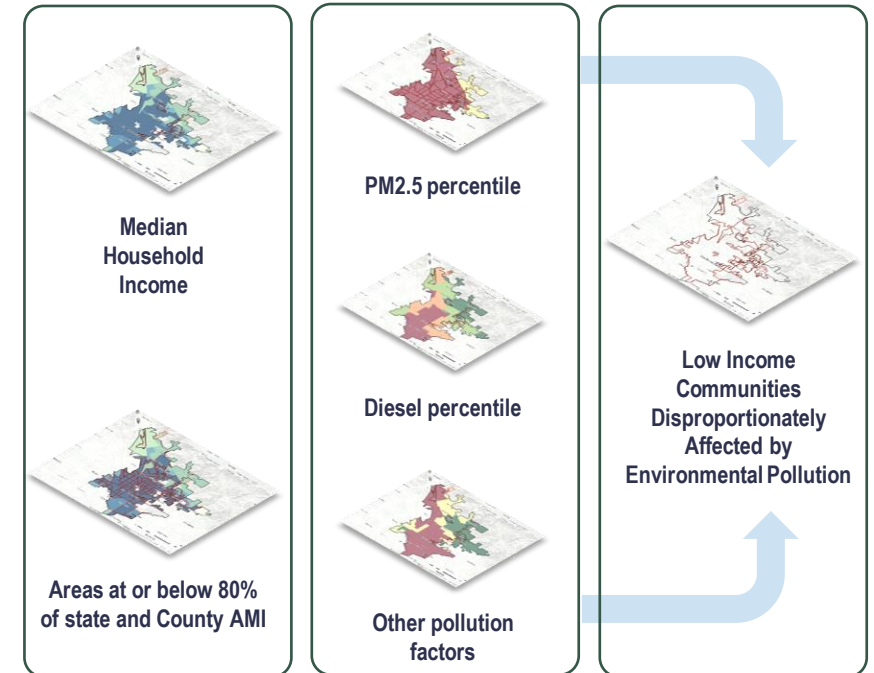 Median
Household
Income
Areas at or below 80%
of state and County AMI
PM2.5 percentile
Diesel percentile
Other pollution
factors
Low Income
Communities
Disproportionately
Affected by
Environmental Pollution